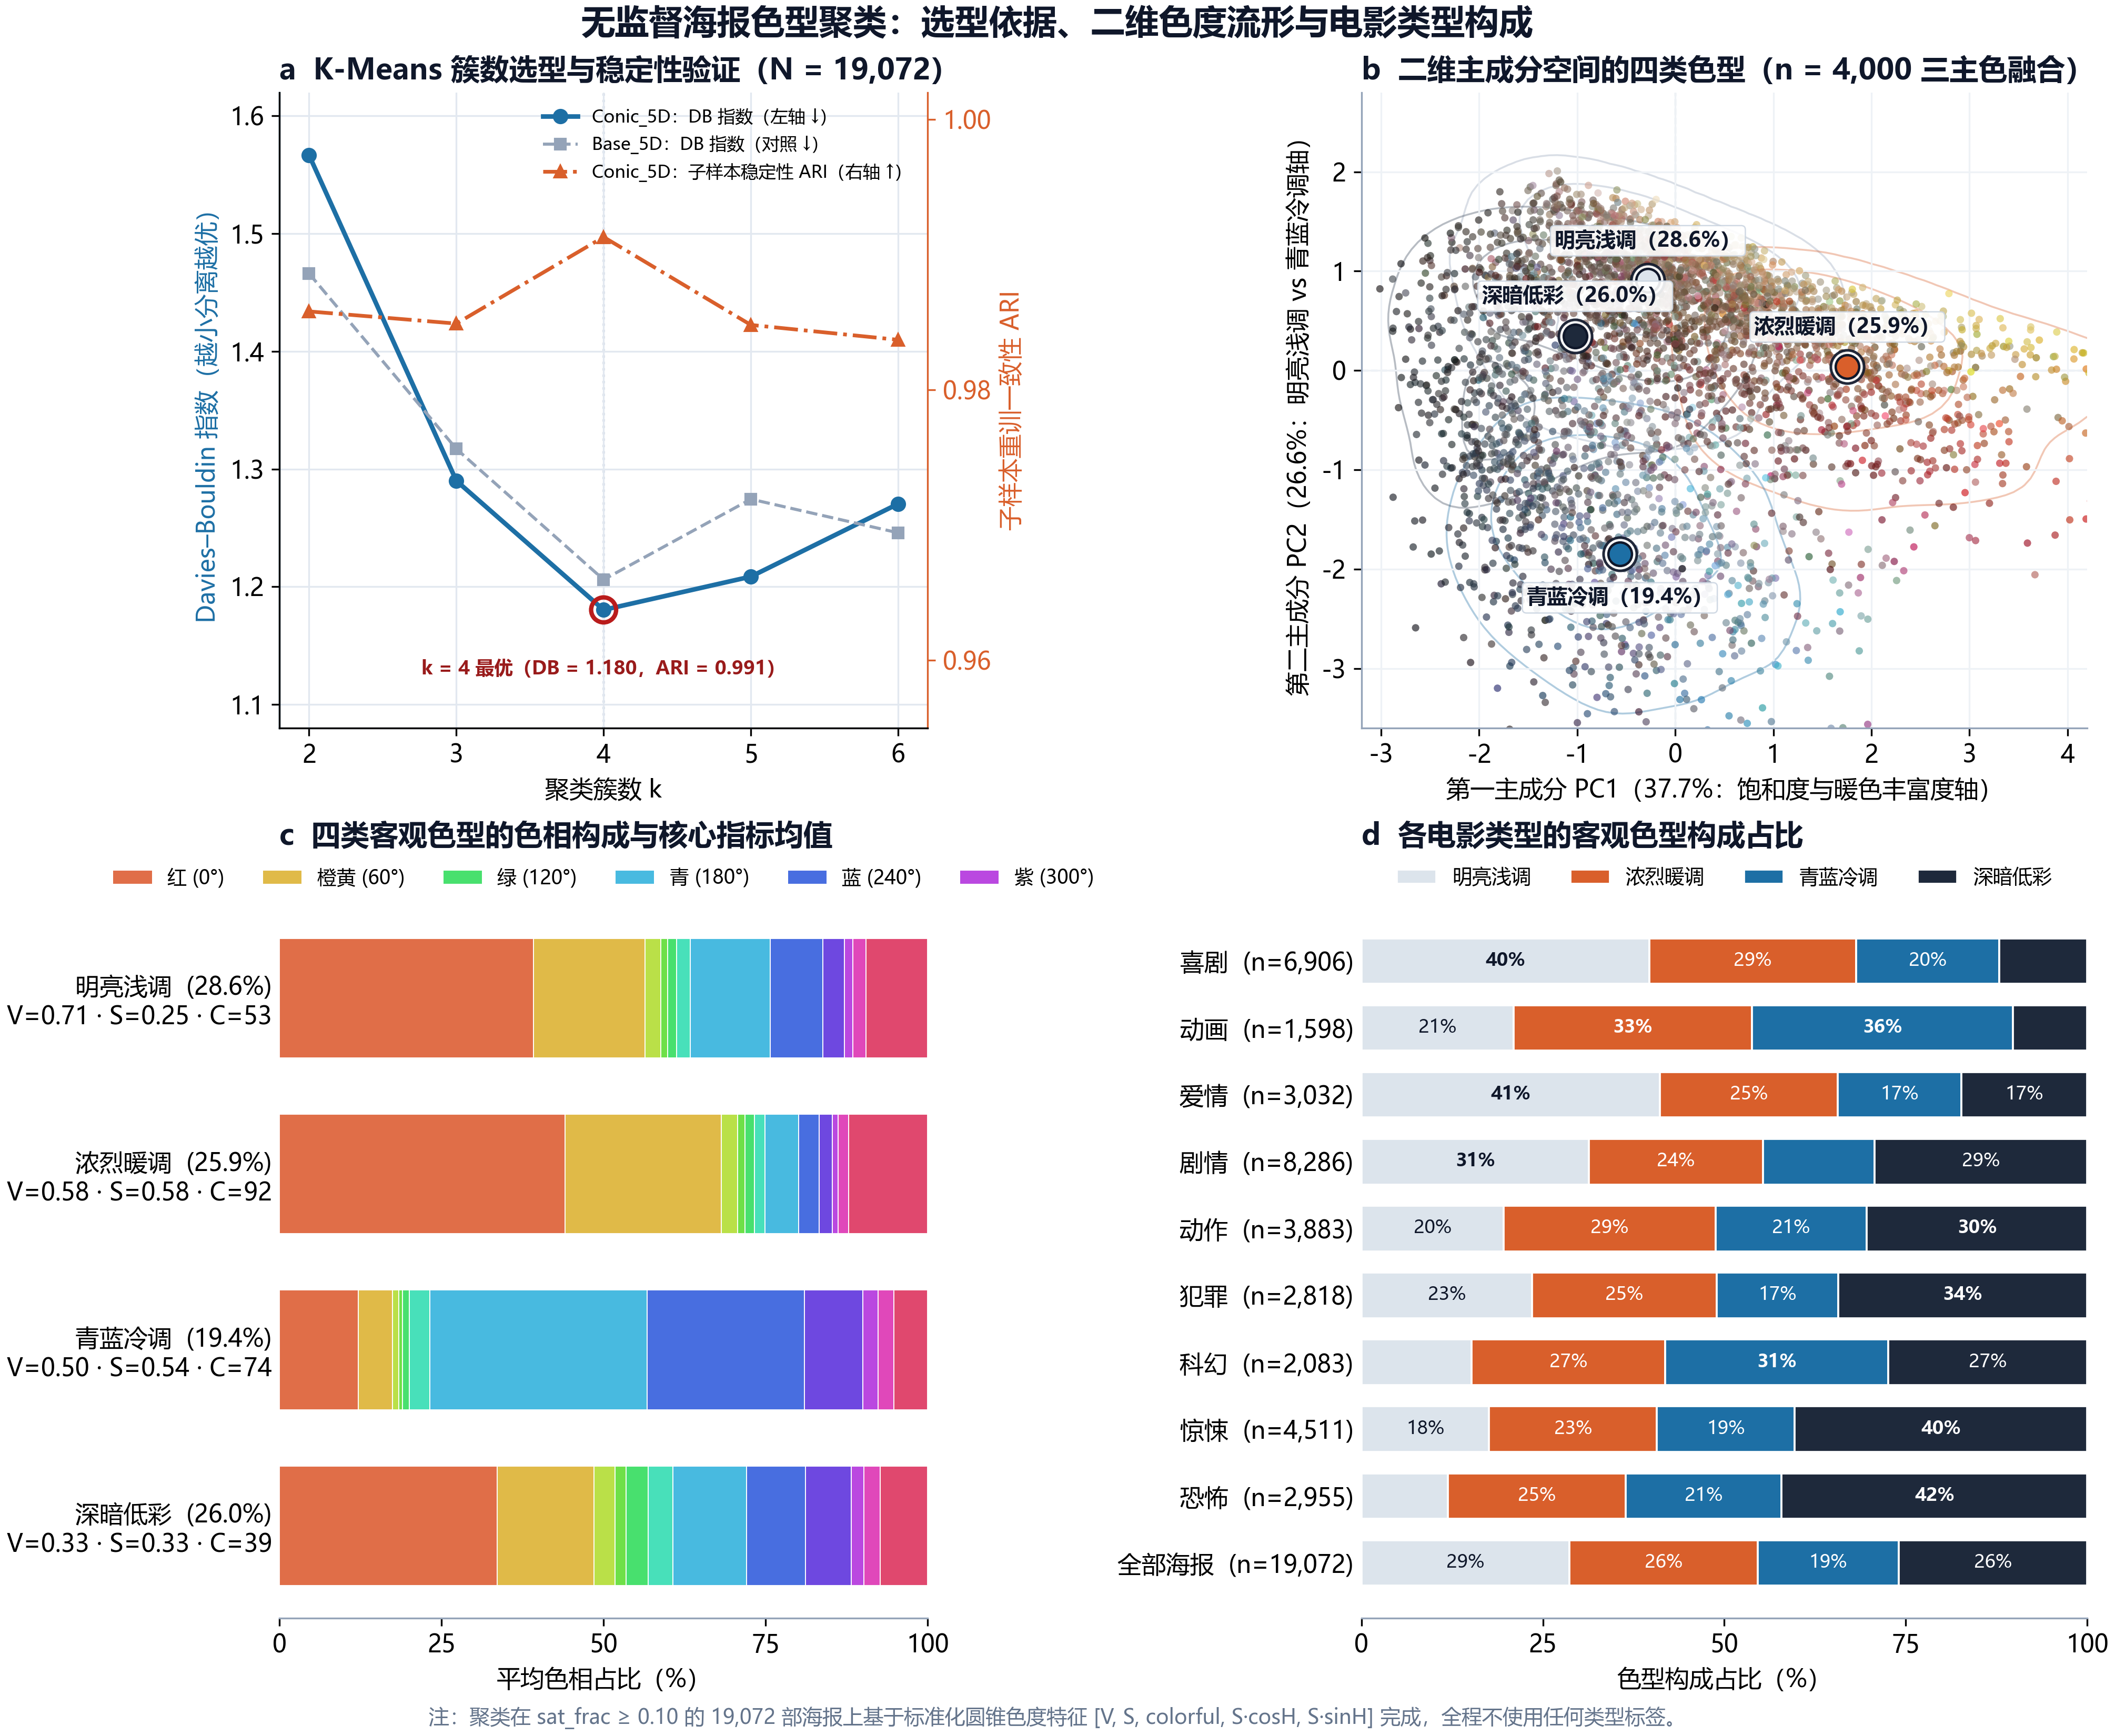 无监督海报色型聚类：选型依据、二维色度流形与电影类型构成
a K-Means 簇数选型与稳定性验证（N = 19,072）
Conic_5D：DB 指数（左轴↓）
Base_5D：DB 指数（对照↓）
Conic_5D：子样本稳定性 ARI（右轴↑）
1.6
1.5
1.4
1.3
1.2
1.1
Davies–Bouldin 指数（越小分离越优）
1.00
0.98
0.96
子样本重训一致性 ARI
k = 4 最优（DB = 1.180，ARI = 0.991）
2 3 4 5 6
聚类簇数 k
b 二维主成分空间的四类色型（n = 4,000 三主色融合）
第二主成分 PC2（26.6%：明亮浅调 vs 青蓝冷调轴）
2
1
0
-1
-2
-3
明亮浅调（28.6%）
深暗低彩（26.0%）
浓烈暖调（25.9%）
青蓝冷调（19.4%）
-3 -2 -1 0 1 2 3 4
第一主成分 PC1（37.7%：饱和度与暖色丰富度轴）
c 四类客观色型的色相构成与核心指标均值
红 (0°) 橙黄 (60°) 绿 (120°) 青 (180°) 蓝 (240°) 紫 (300°)
明亮浅调 (28.6%)
V=0.71 · S=0.25 · C=53
浓烈暖调 (25.9%)
V=0.58 · S=0.58 · C=92
青蓝冷调 (19.4%)
V=0.50 · S=0.54 · C=74
深暗低彩 (26.0%)
V=0.33 · S=0.33 · C=39
0 25 50 75 100
平均色相占比（%）
d 各电影类型的客观色型构成占比
明亮浅调 浓烈暖调 青蓝冷调 深暗低彩
喜剧 (n=6,906) 40% 29% 20%
动画 (n=1,598) 21% 33% 36%
爱情 (n=3,032) 41% 25% 17% 17%
剧情 (n=8,286) 31% 24% 29%
动作 (n=3,883) 20% 29% 21% 30%
犯罪 (n=2,818) 23% 25% 17% 34%
科幻 (n=2,083) 27% 31% 27%
惊悚 (n=4,511) 18% 23% 19% 40%
恐怖 (n=2,955) 25% 21% 42%
全部海报 (n=19,072) 29% 26% 19% 26%
0 25 50 75 100
色型构成占比（%）
注：聚类在 sat_frac ≥ 0.10 的 19,072 部海报上基于标准化圆锥色度特征 [V, S, colorful, S·cosH, S·sinH] 完成，全程不使用任何类型标签。